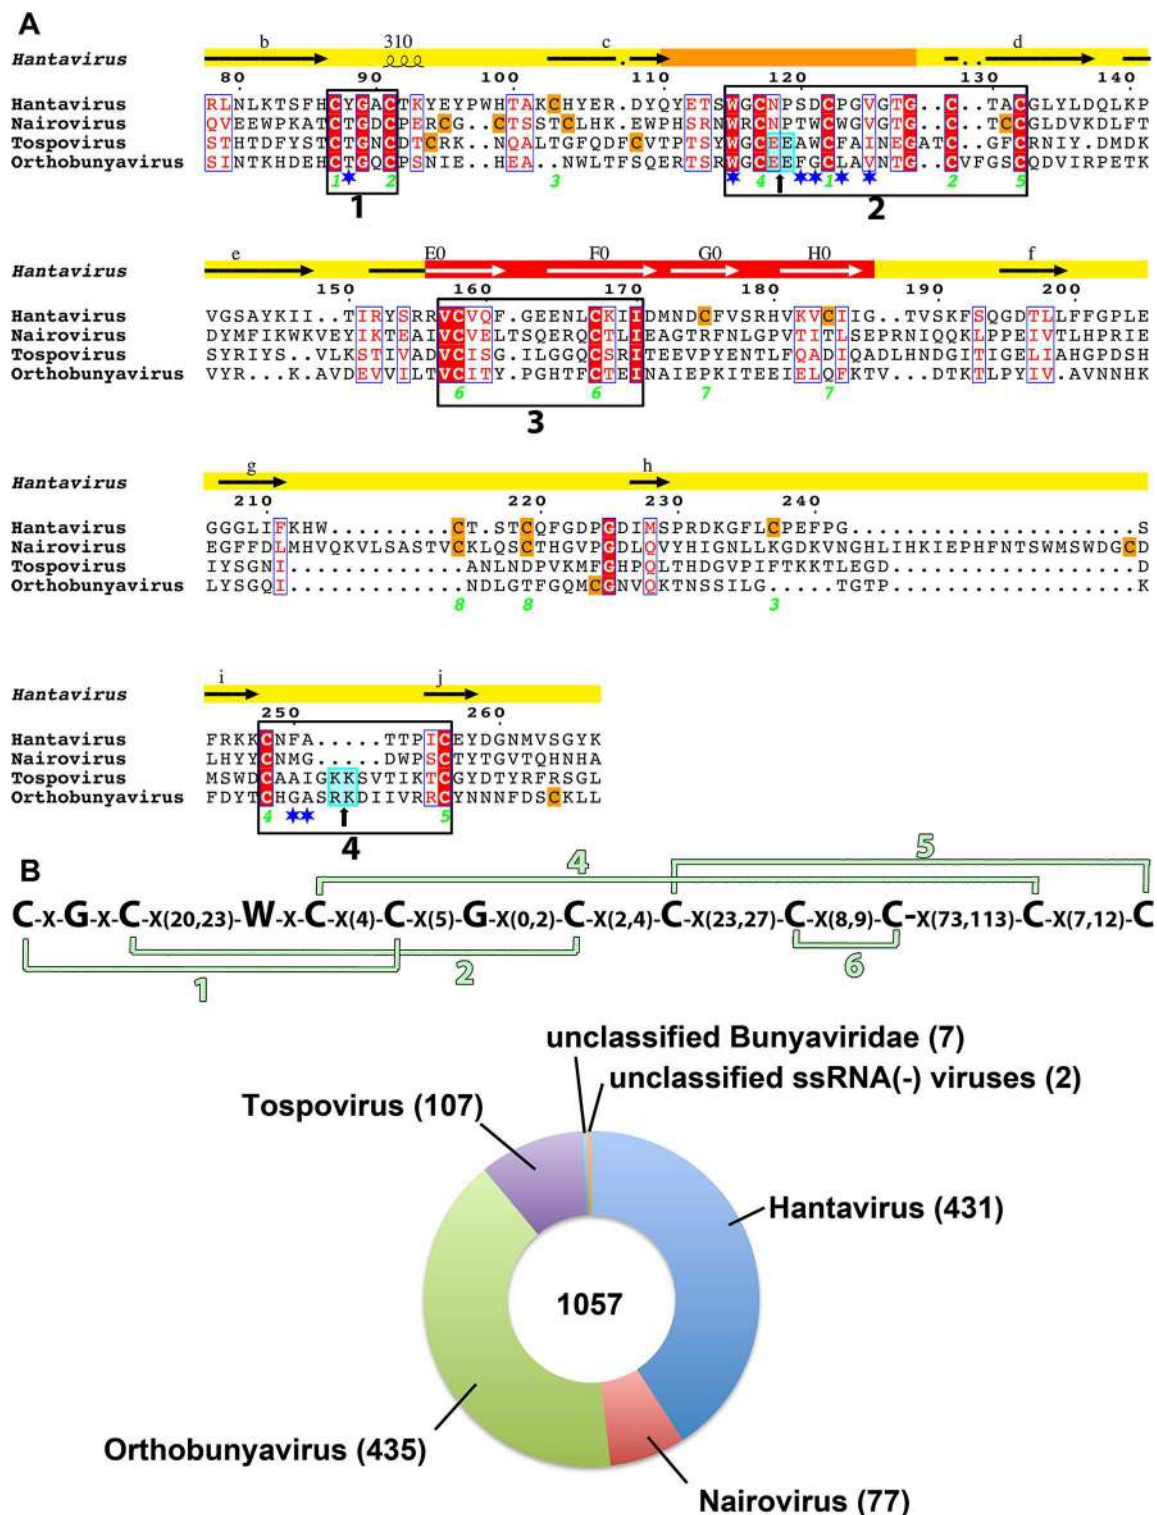 A
b 310 c d
Hantavirus
80 90 100 110 120 130 140
Hantavirus RLNLKTSFHCYGACTKYEYPWHTAKCHYER.DYQYETSWGCNPSDCPGVGTG..C..TACGLYLDQLKP
Nairovirus QVEEWPKATCTGDCPERCG..CTSSTCLHK.EWPHSRNWRCNPTWCWGVGTG..C..TCCGLDVKDLFT
Tospovirus STHTDFYSTCTGNCDTCRK..NQALTGFQDFCVTPTSYWGCEEAWCFAINEGATC..GFCRNIY.DMAD
Orthobunyavirus SINTKHDEHCTGQCPSNIE..HEA..NWLTFSQERTSRWGCEEFGCLAVNTG..CVFGSCQDVIRPETK
1 2 3 4 1 2 5
1 2
e E0 F0 G0 H0 f
Hantavirus
150 160 170 180 190 200
Hantavirus VGSAYKII..TIRYSRRVCVQF.GEENLCKIIDMNDCFVSRHVKVCIIG..TVSKFSQGDTLLFFGPLE
Nairovirus DYMFIKWKVEYIKTEAIVCVELTSQERQCTLIEAGTRFNLGPVTITLSEPRNIQQKLPPEIVTLHPRIE
Tospovirus SYRIYS..VLKSTIVADVCISG.ILGGQCSRITEEVPYENTLFQADIQADLHNDGITIGELIAHGPDSH
Orthobunyavirus VYR...K.AVDEVVILTVCITY.PGHTFCTEINAIEPKITEEIELQFKTV...DTKTLPYIV.AVNNHK
6 6 7 7
3
g h
Hantavirus
210 220 230 240
Hantavirus GGGLIFKHW.........CT.STCQFGDPGDIMSPRDKGFLCPEFPG.....................S
Nairovirus EGFFDLMHVQKVLSASTVCKLQSCTHGVPGDLQVYHIGNLLKGDKVNGHLIHKIEPHFNTSWMSWDGCD
Tospovirus IYSGNI............ANLNDPVKMFGHPQLTHDGVPIFTKKTLEGD..................D
Orthobunyavirus LYSGQI............NDLGTFGQMCGNVQKTNSSILG....TGTP..................K
8 8 3
i j
Hantavirus
250 260
Hantavirus FRKKCNFA.....TTPICEYDGNMVSGYK
Nairovirus LHYYCNMG.....DWPSCTYTGVTQHNHA
Tospovirus MSWDCAAIGKKSVTIKTCGYDTYRFRSGL
Orthobunyavirus FDYTCHGASRKDIIVRRCYNNNFDSCKLL
4 5
4
B
4 5
C-x-G-x-C-x(20,23)-W-x-C-x(4)-C-x(5)-G-x(0,2)-C-x(2,4)-C-x(23,27)-C-x(8,9)-C-x(73,113)-C-x(7,12)-C
1 2 6
unclassified Bunyaviridae (7)
unclassified ssRNA(-) viruses (2)
Tospovirus (107)
Hantavirus (431)
1057
Orthobunyavirus (435)
Nairovirus (77)